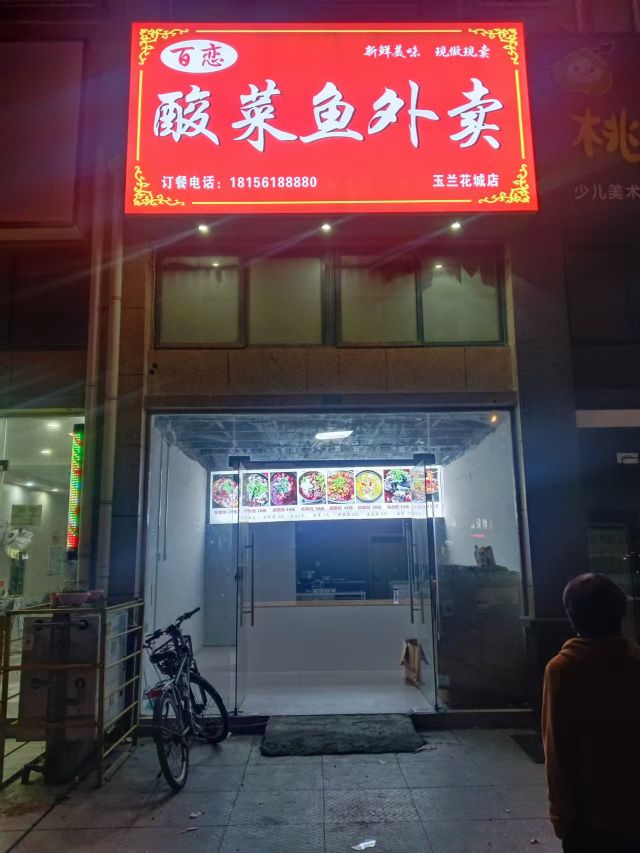 百恋
新鲜美味 现做现卖
酸菜鱼外卖
订餐电话：18156188880
玉兰花城店
桃
少儿美术